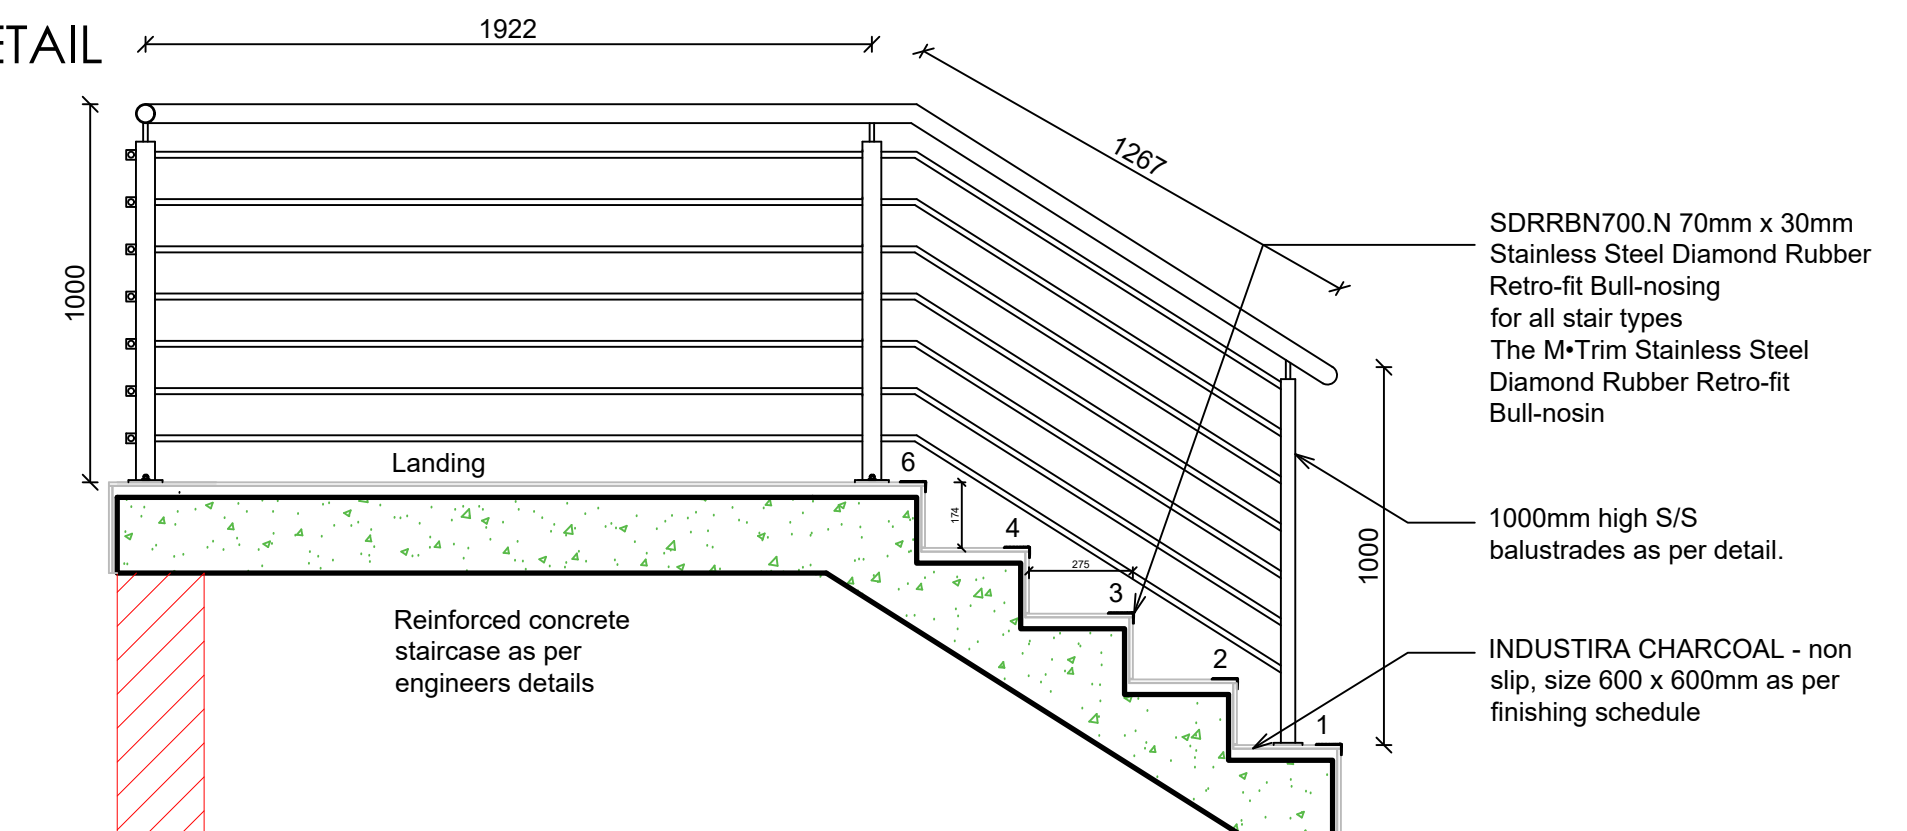 ETAIL
1922
1267
1000
Landing
6
174
4
275
3
2
1
1000
SDRRBN700.N 70mm x 30mm
Stainless Steel Diamond Rubber
Retro-fit Bull-nosing
for all stair types
The M•Trim Stainless Steel
Diamond Rubber Retro-fit
Bull-nosin
1000mm high S/S
balustrades as per detail.
Reinforced concrete
staircase as per
engineers details
INDUSTIRA CHARCOAL - non
slip, size 600 x 600mm as per
finishing schedule